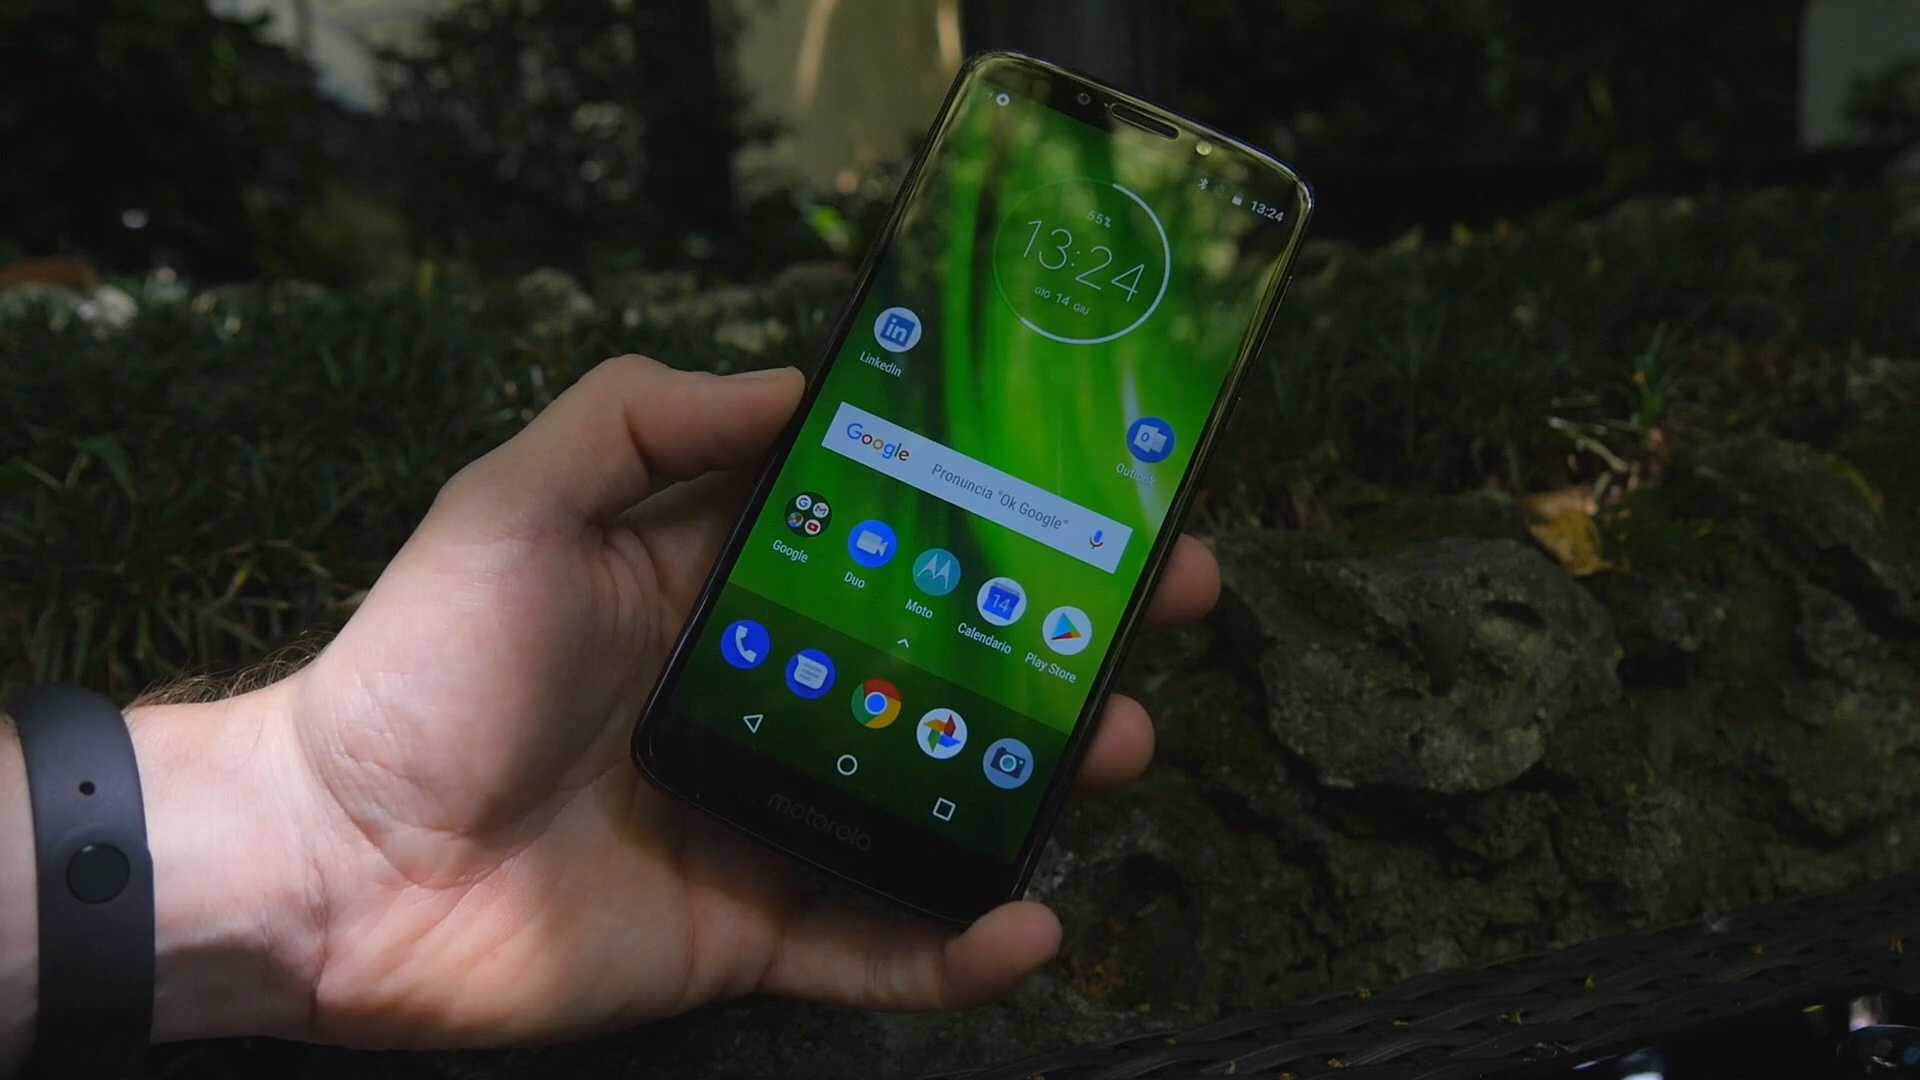 13:24
55%
13:24
GIO 14 GIU
LinkedIn
Outlook
Google
Pronuncia "Ok Google"
Google
Duo
Moto
14
Calendario
Play Store
motorola